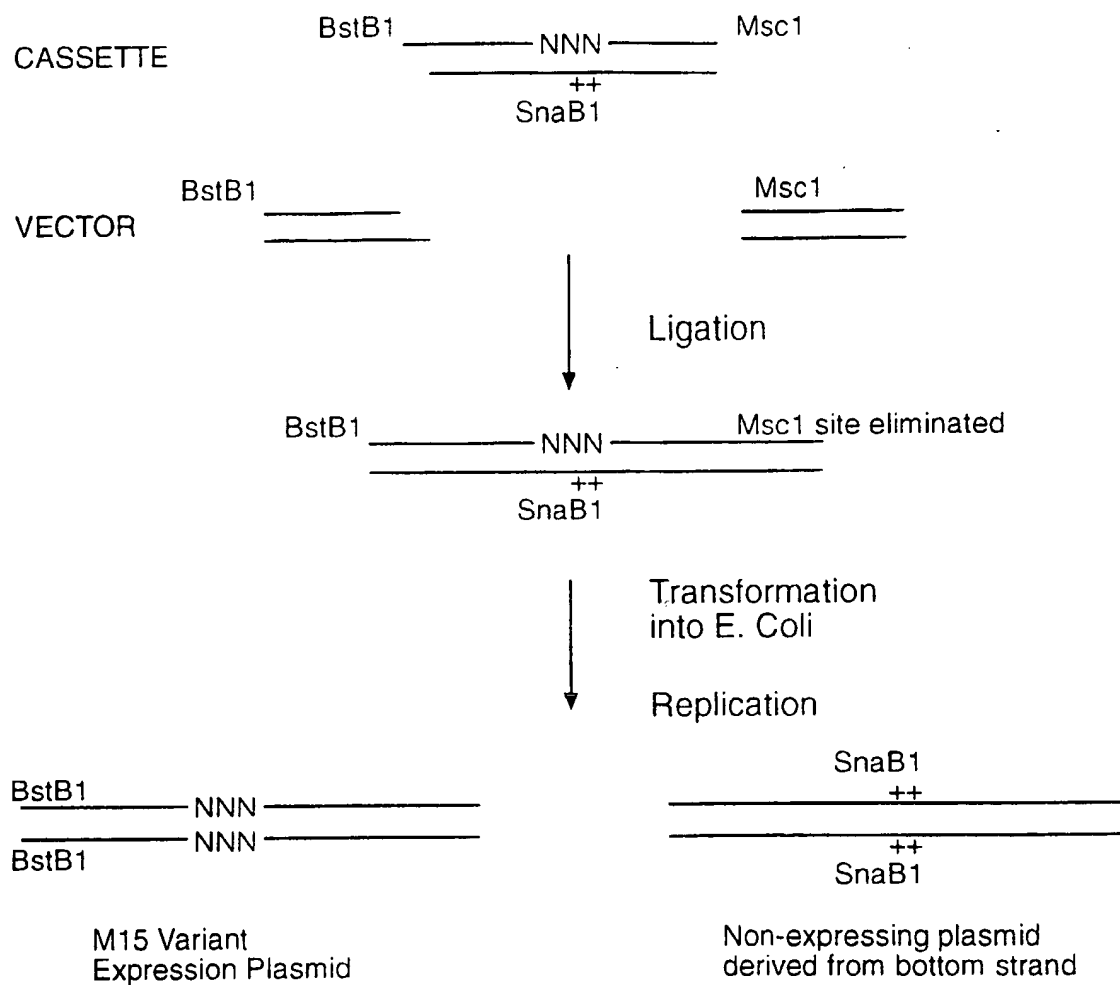 BstB1
Msc1
CASSETTE
NNN
++
SnaB1
BstB1
Msc1
VECTOR
Ligation
BstB1
Msc1 site eliminated
NNN
++
SnaB1
Transformation
into E. Coli
Replication
BstB1
NNN
NNN
BstB1
SnaB1
++
++
SnaB1
M15 Variant
Expression Plasmid
Non-expressing plasmid
derived from bottom strand